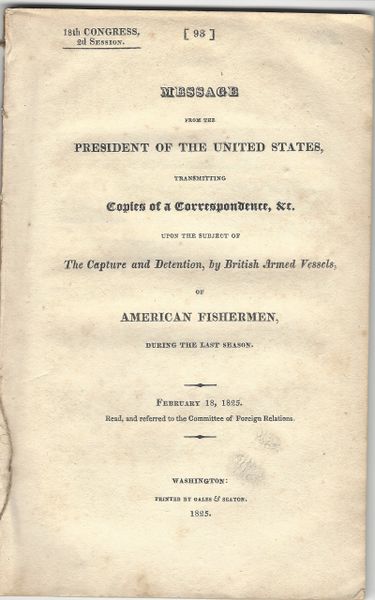 18th CONGRESS,
2d Session.
[ 93 ]
MESSAGE
FROM THE
PRESIDENT OF THE UNITED STATES,
TRANSMITTING
Copies of a Correspondence, &c.
UPON THE SUBJECT OF
The Capture and Detention, by British Armed Vessels,
OF
AMERICAN FISHERMEN,
DURING THE LAST SEASON.
February 18, 1825.
Read, and referred to the Committee of Foreign Relations.
WASHINGTON:
PRINTED BY GALES & SEATON.
1825.